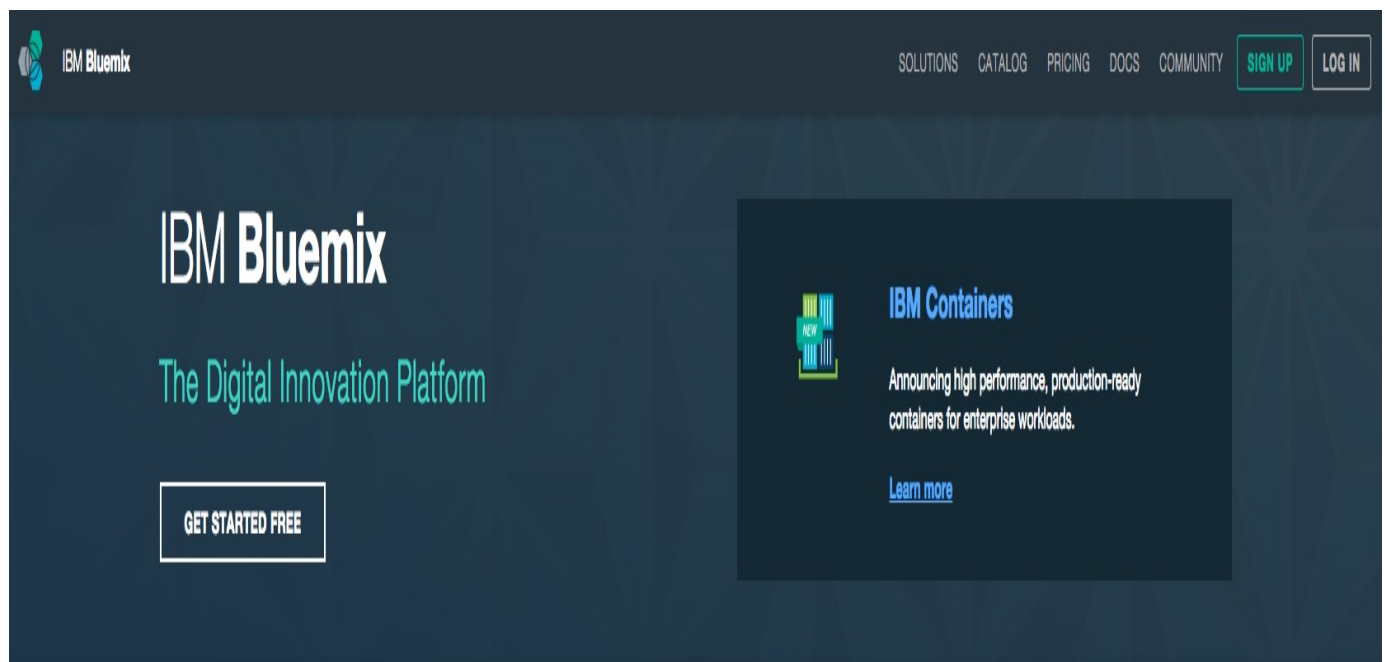 IBM Bluemix
SOLUTIONS CATALOG PRICING DOCS COMMUNITY SIGN UP LOG IN
IBM Bluemix
The Digital Innovation Platform
GET STARTED FREE
NEW
IBM Containers
Announcing high performance, production-ready
containers for enterprise workloads.
Learn more